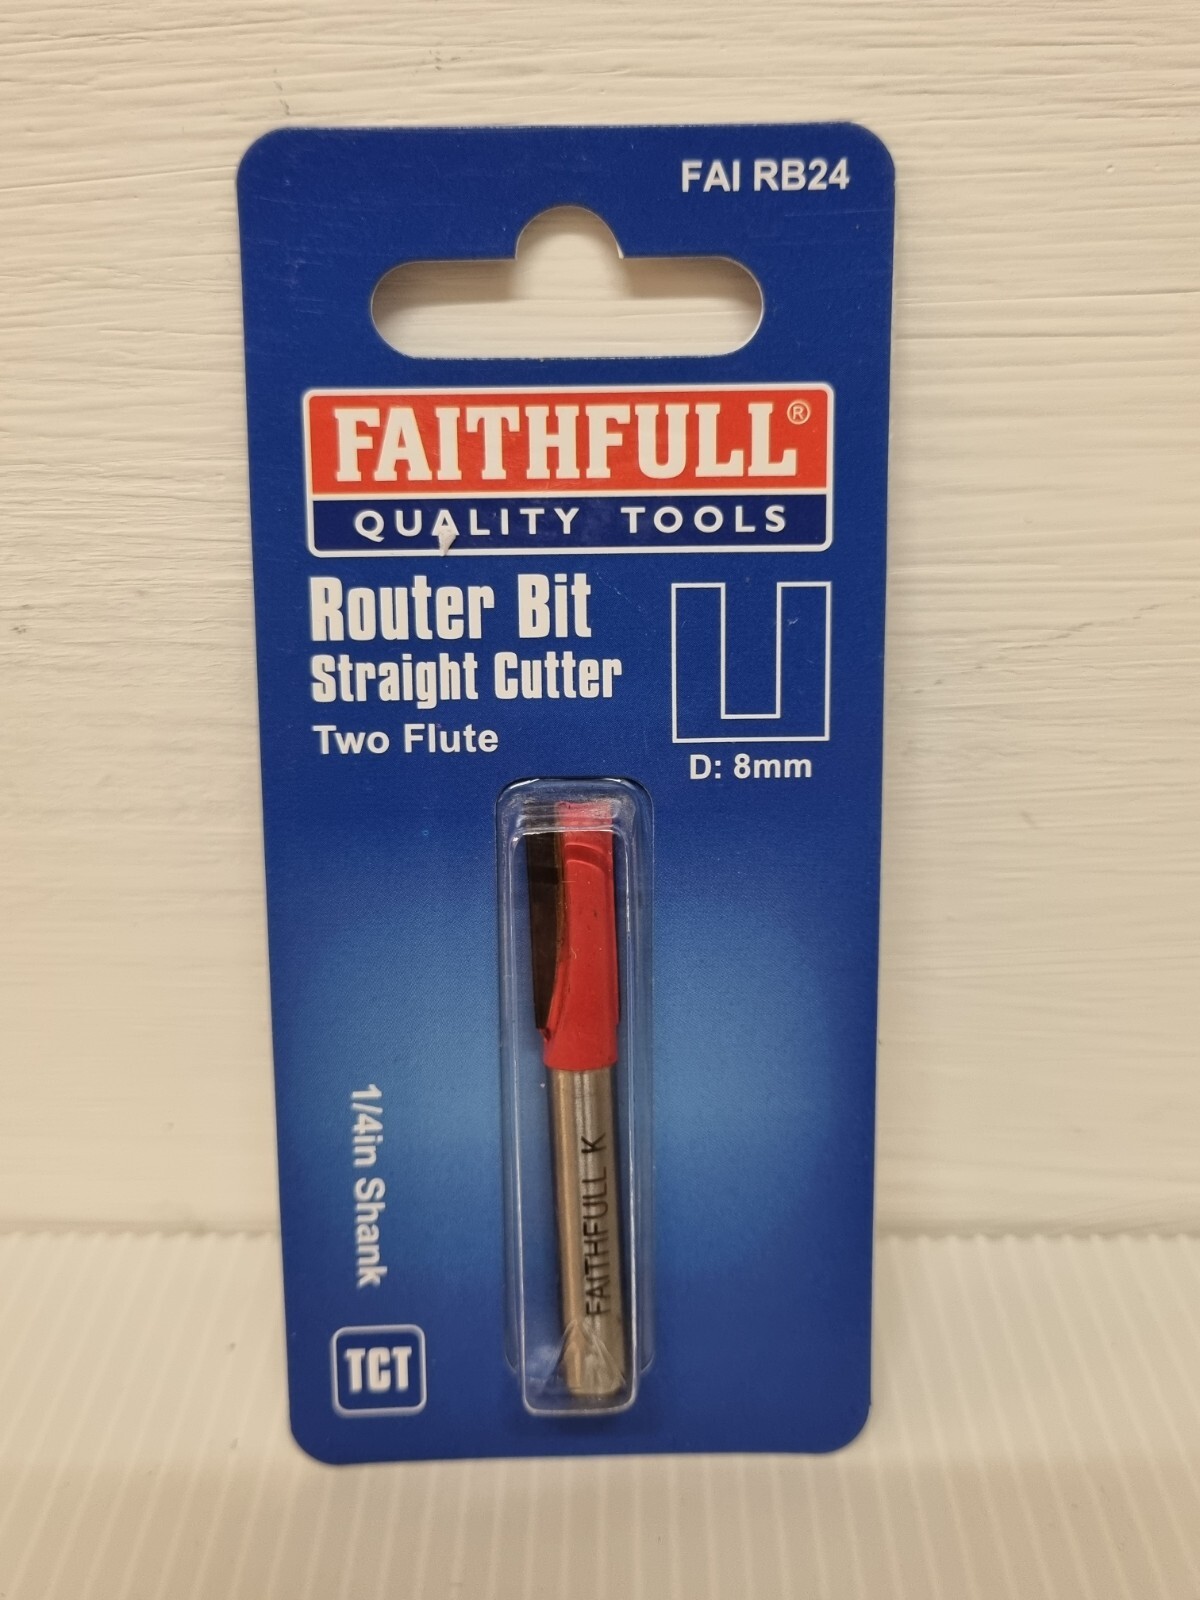 FAI RB24
FAITHFULL®
QUALITY TOOLS
Router Bit
Straight Cutter
Two Flute
D: 8mm
1/4in Shank
FAITHFULL K
TCT